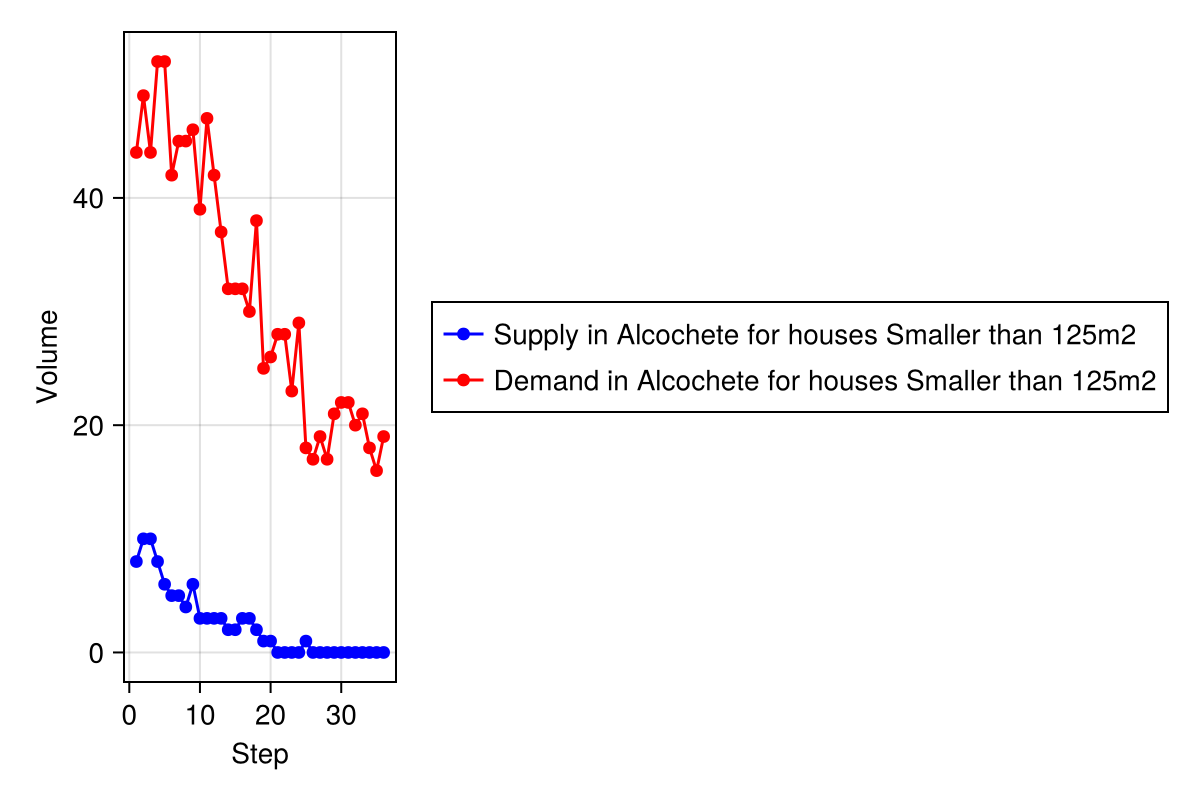 Volume
40
20
0
0 10 20 30
Step
Supply in Alcochete for houses Smaller than 125m2
Demand in Alcochete for houses Smaller than 125m2